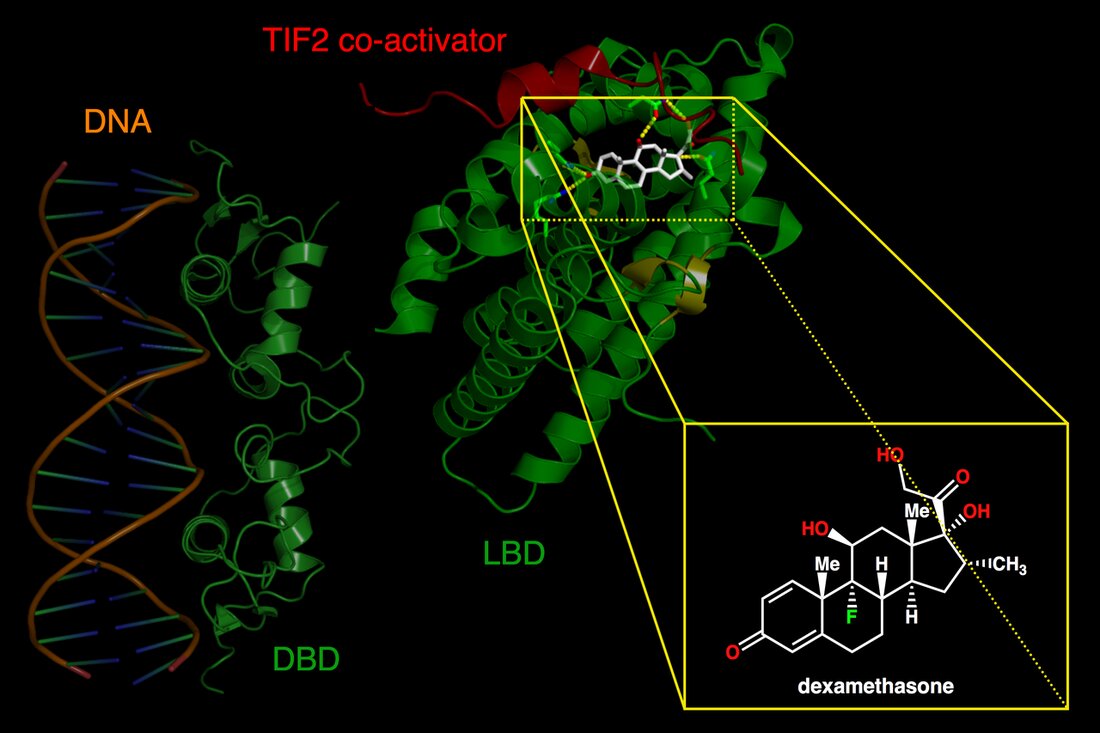 TIF2 co-activator
DNA
LBD
DBD
HO
O
Me
OH
HO
Me
H
CH3
F
H
O
dexamethasone